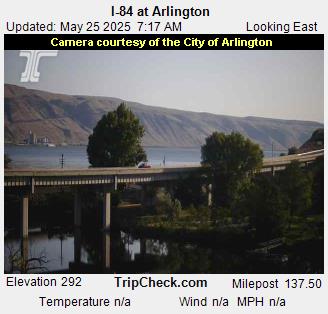 I-84 at Arlington
Updated: May 25 2025 7:17 AM Looking East
Camera courtesy of the City of Arlington
Elevation 292 TripCheck.com Milepost 137.50
Temperature n/a Wind n/a MPH n/a